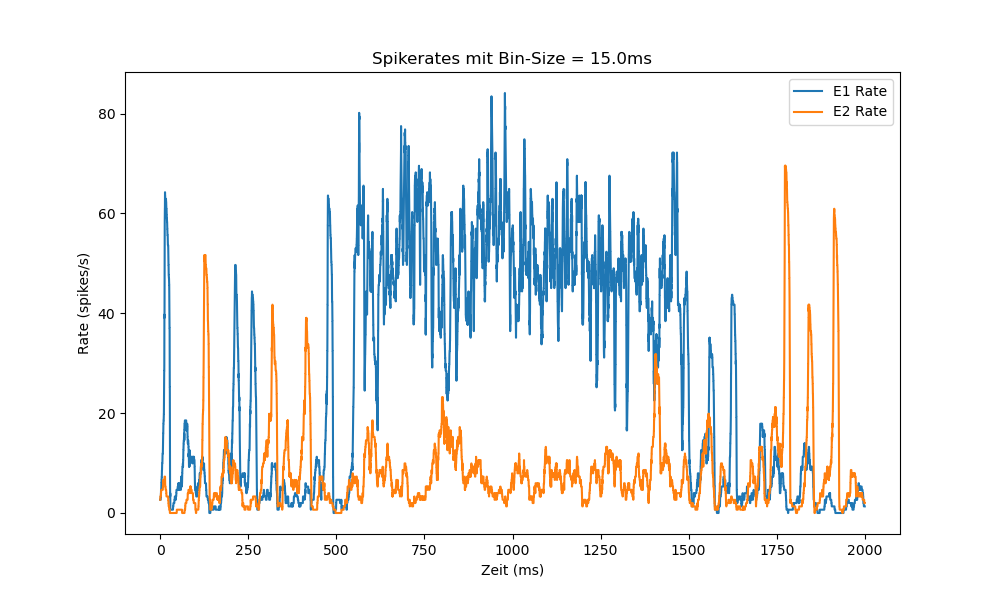 Spikerates mit Bin-Size = 15.0ms
E1 Rate
E2 Rate
Rate (spikes/s)
80
60
40
20
0
0 250 500 750 1000 1250 1500 1750 2000
Zeit (ms)